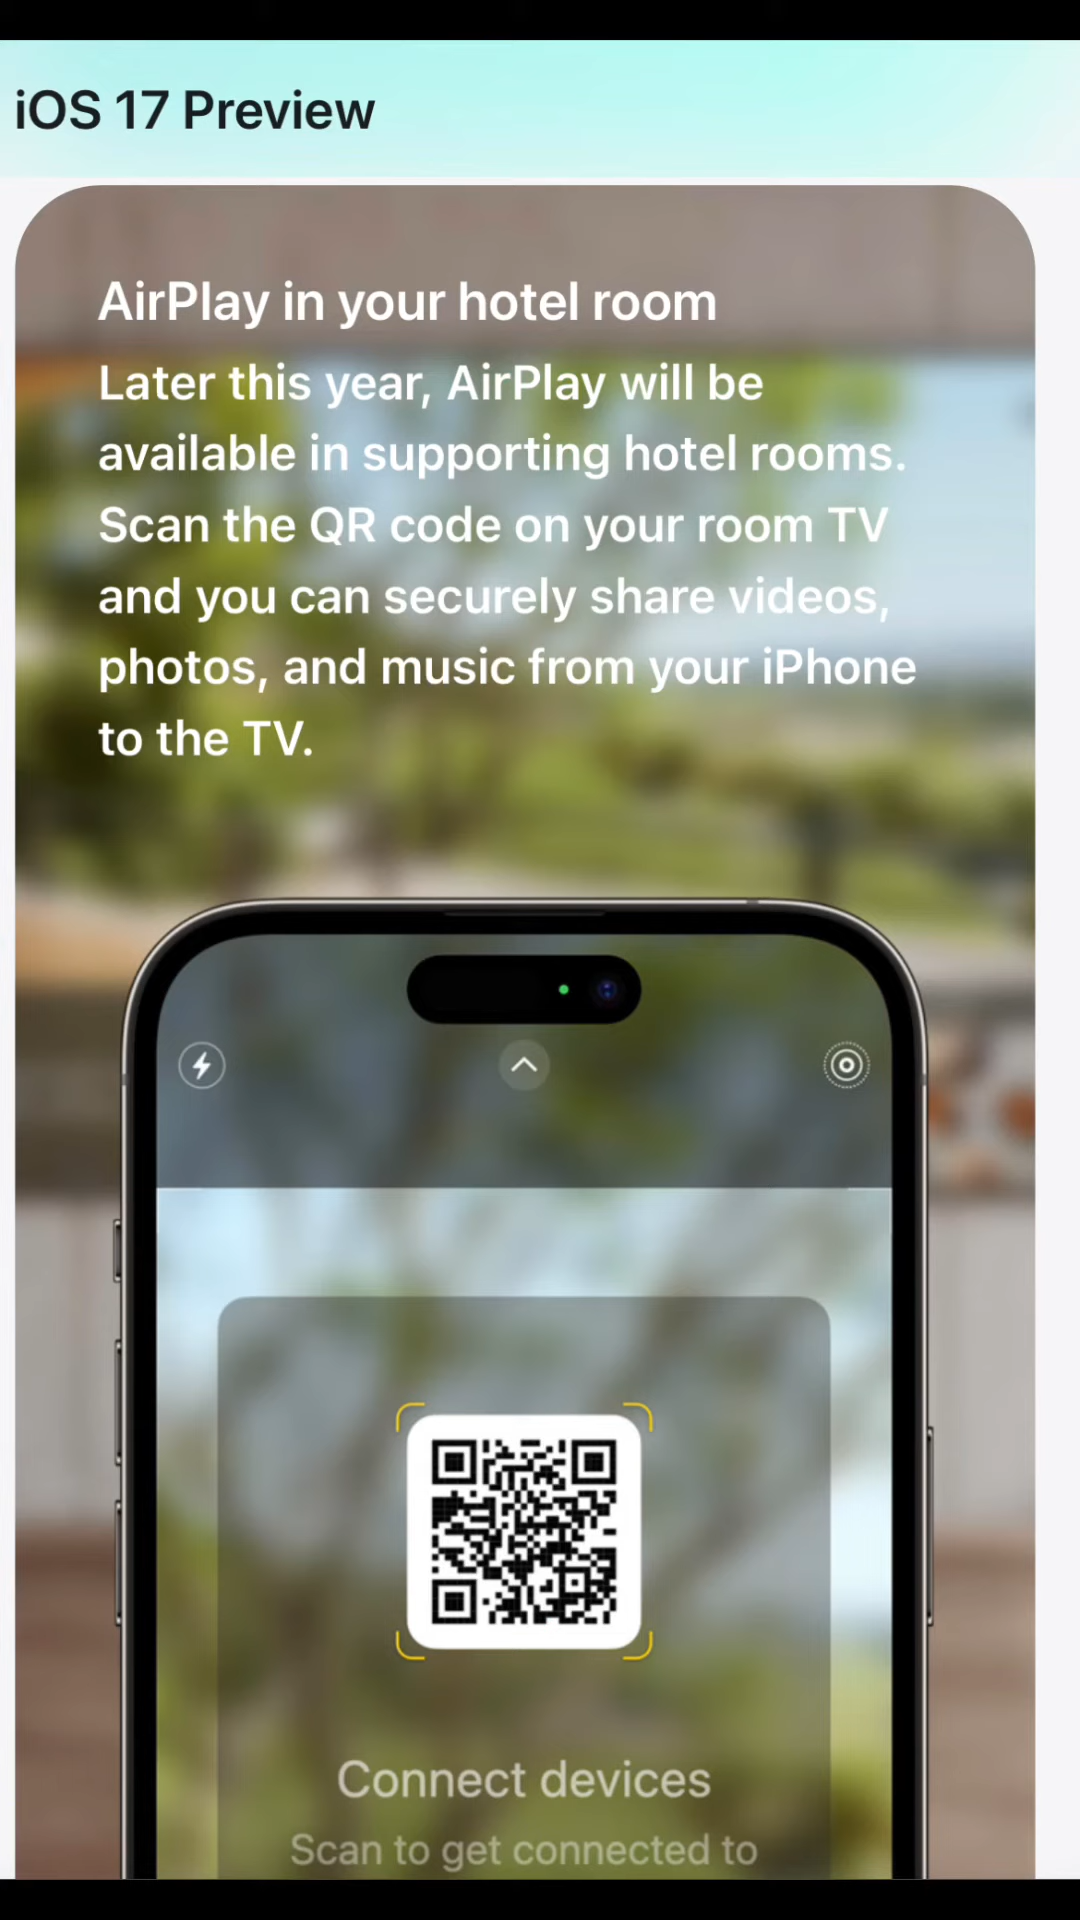 iOS 17 Preview
AirPlay in your hotel room
Later this year, AirPlay will be
available in supporting hotel rooms.
Scan the QR code on your room TV
and you can securely share videos,
photos, and music from your iPhone
to the TV.
Connect devices
Scan to get connected to